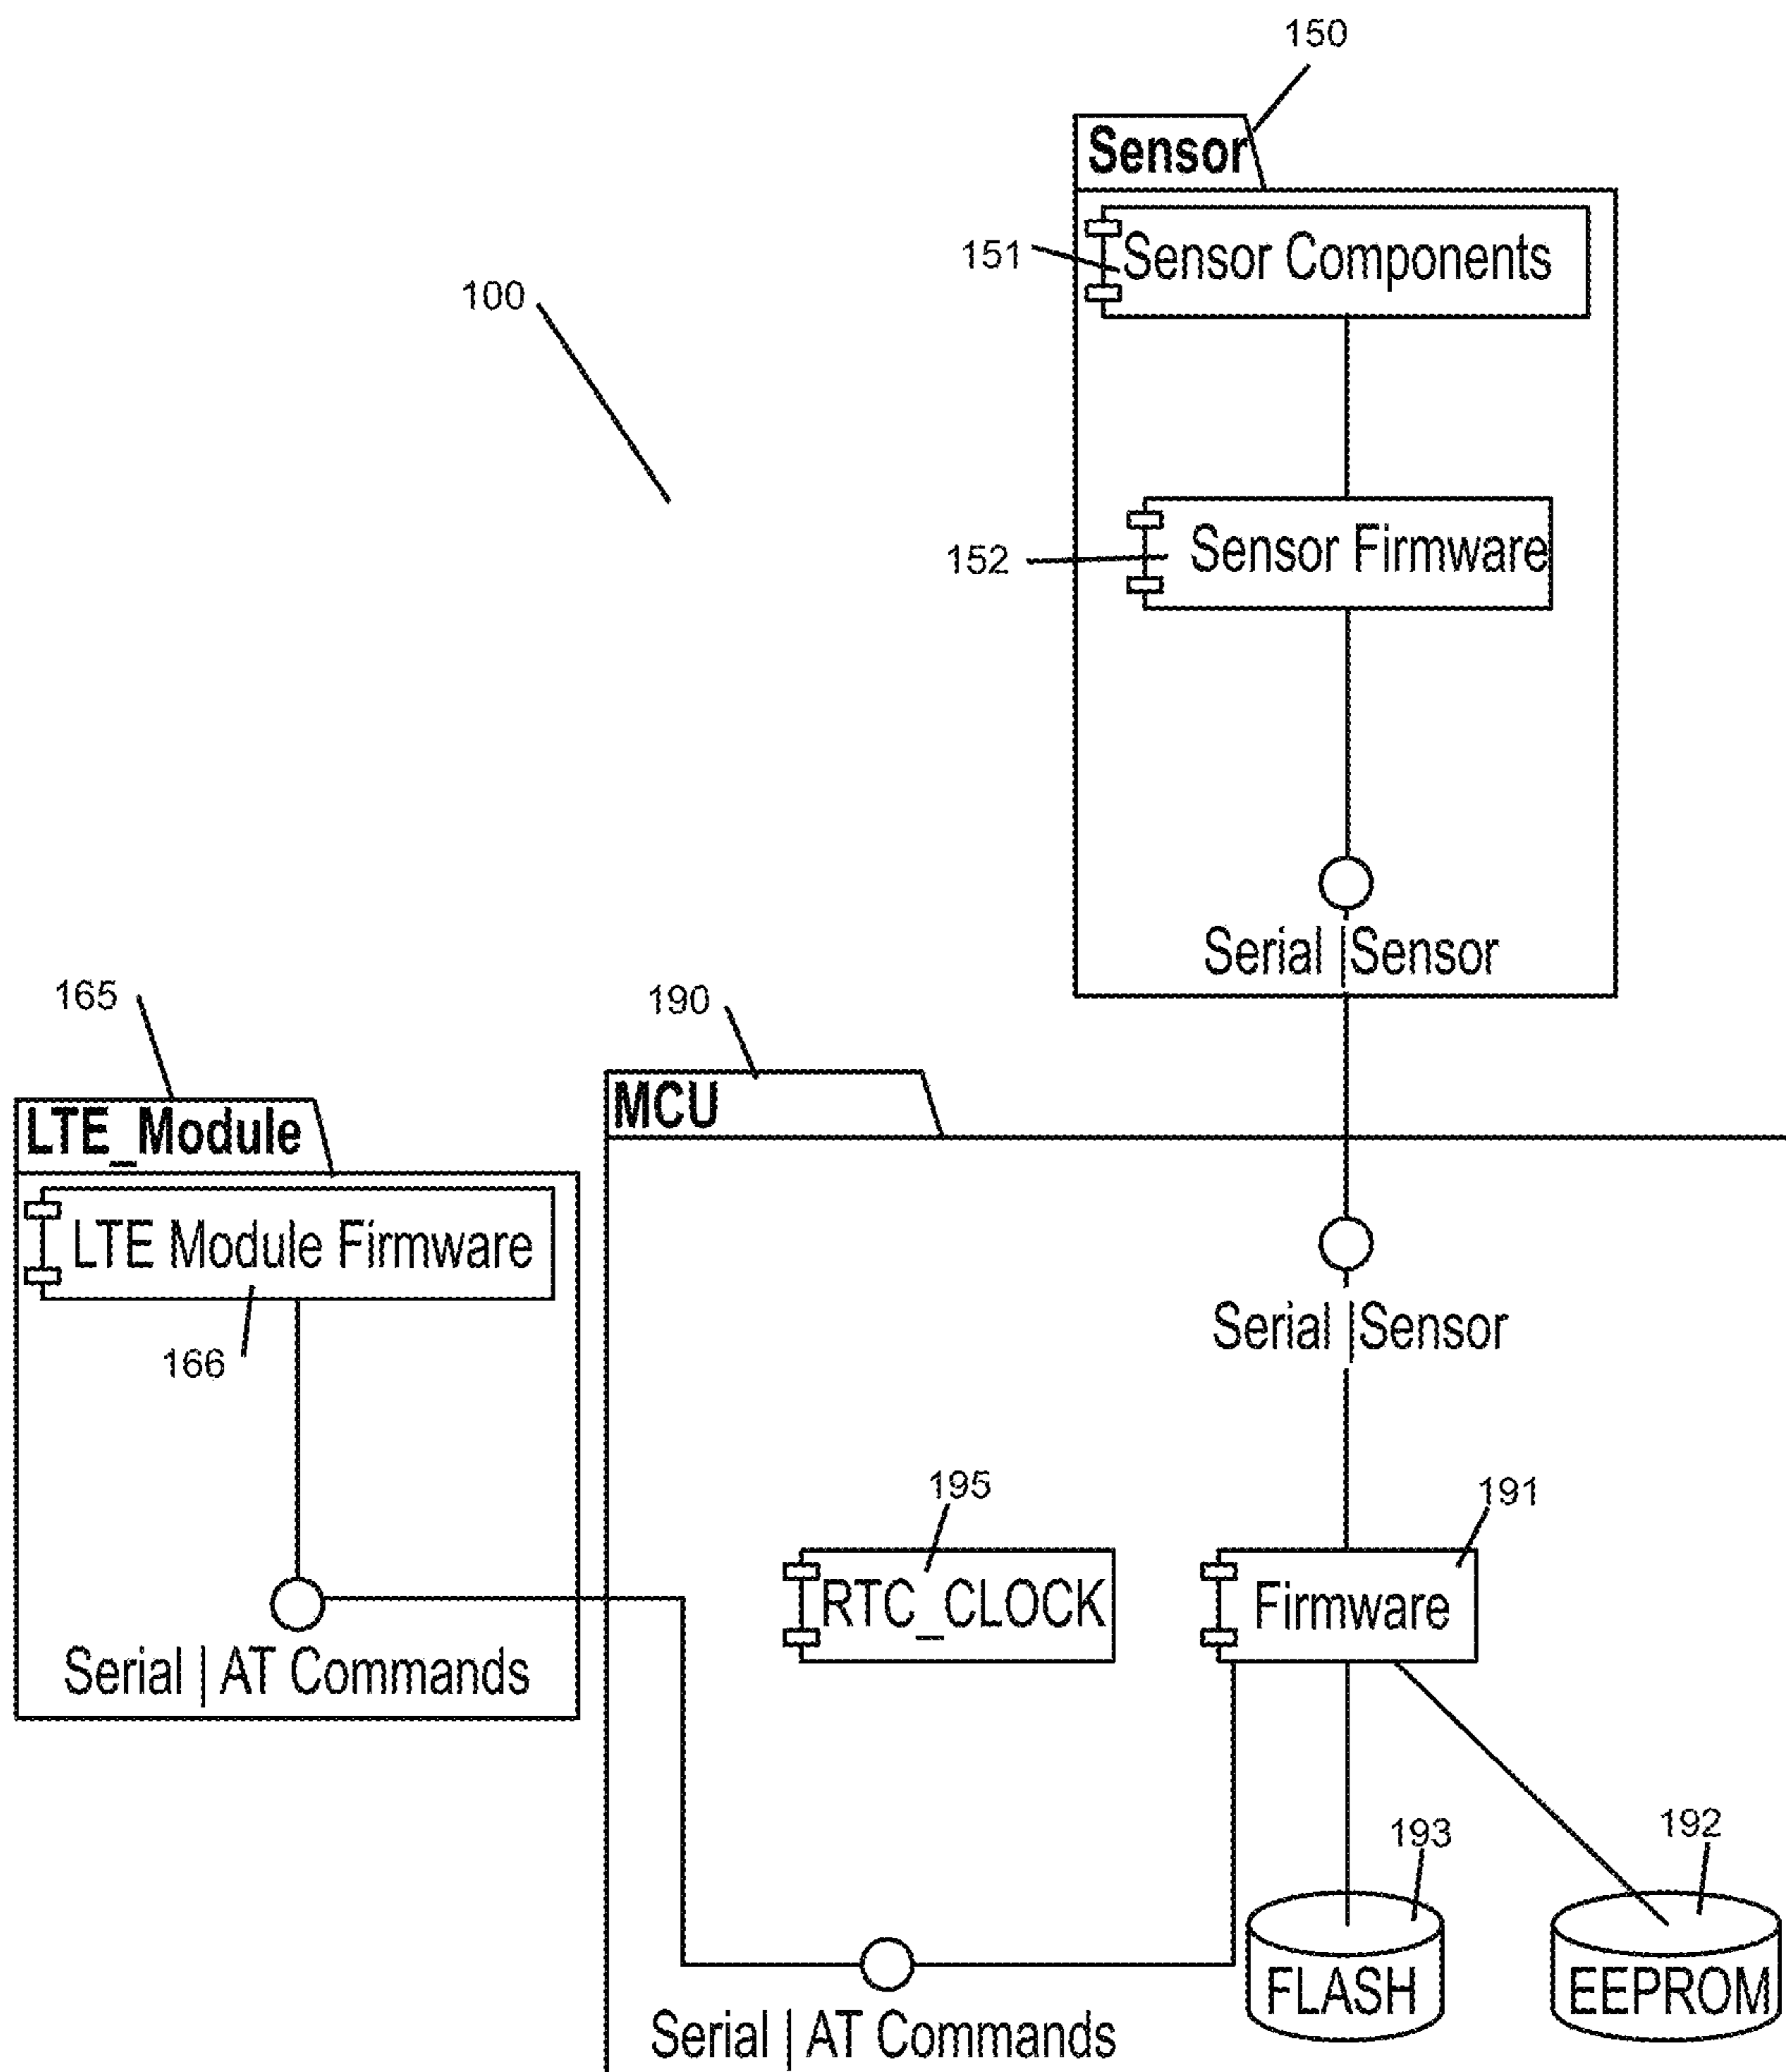 150
Sensor
151
Sensor Components
100
152
Sensor Firmware
Serial |Sensor
165
190
LTE_Module
MCU
LTE Module Firmware
166
Serial |Sensor
195
191
RTC_CLOCK
Firmware
Serial | AT Commands
193
192
FLASH
EEPROM
Serial | AT Commands